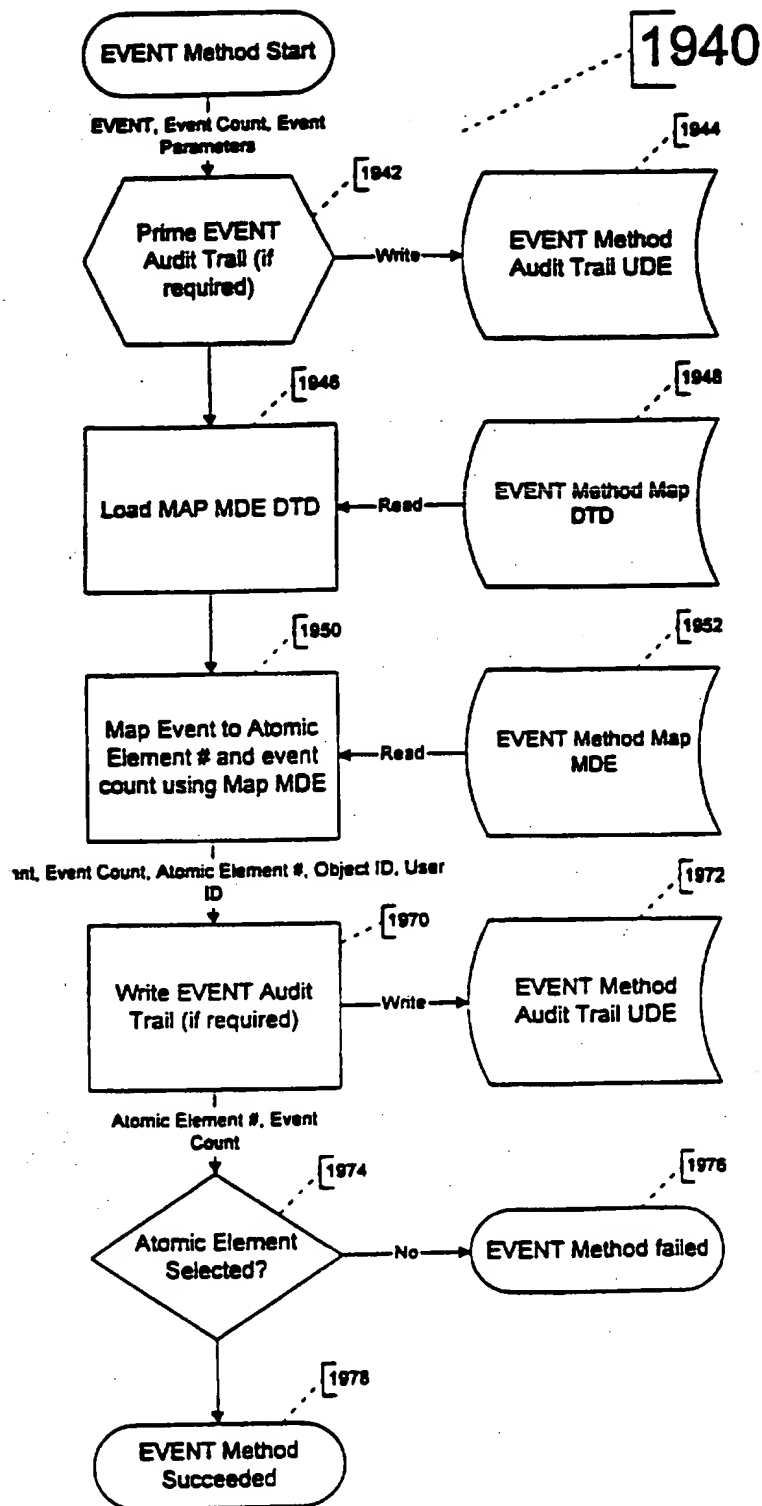 EVENT Method Start
1940
EVENT, Event Count, Event
Parameters
1944
1942
Prime EVENT
Audit Trail (if
required)
Write
EVENT Method
Audit Trail UDE
1946
1948
Load MAP MDE DTD
Read
EVENT Method Map
DTD
1950
1952
Map Event to Atomic
Element # and event
count using Map MDE
Read
EVENT Method Map
MDE
nt, Event Count, Atomic Element #, Object ID, User
ID
1972
1970
Write EVENT Audit
Trail (if required)
Write
EVENT Method
Audit Trail UDE
Atomic Element #, Event
Count
1974
1976
Atomic Element
Selected?
No
EVENT Method failed
1978
EVENT Method
Succeeded